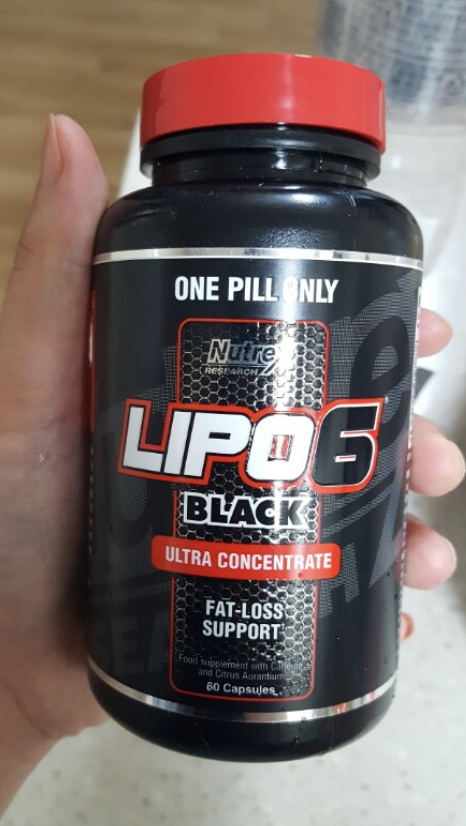 ONE PILL ONLY
Nutrex
RESEARCH
LIPO6
BLACK
ULTRA CONCENTRATE
FAT-LOSS
SUPPORT
Food supplement with Caffeine
and Citrus Aurantium
60 Capsules